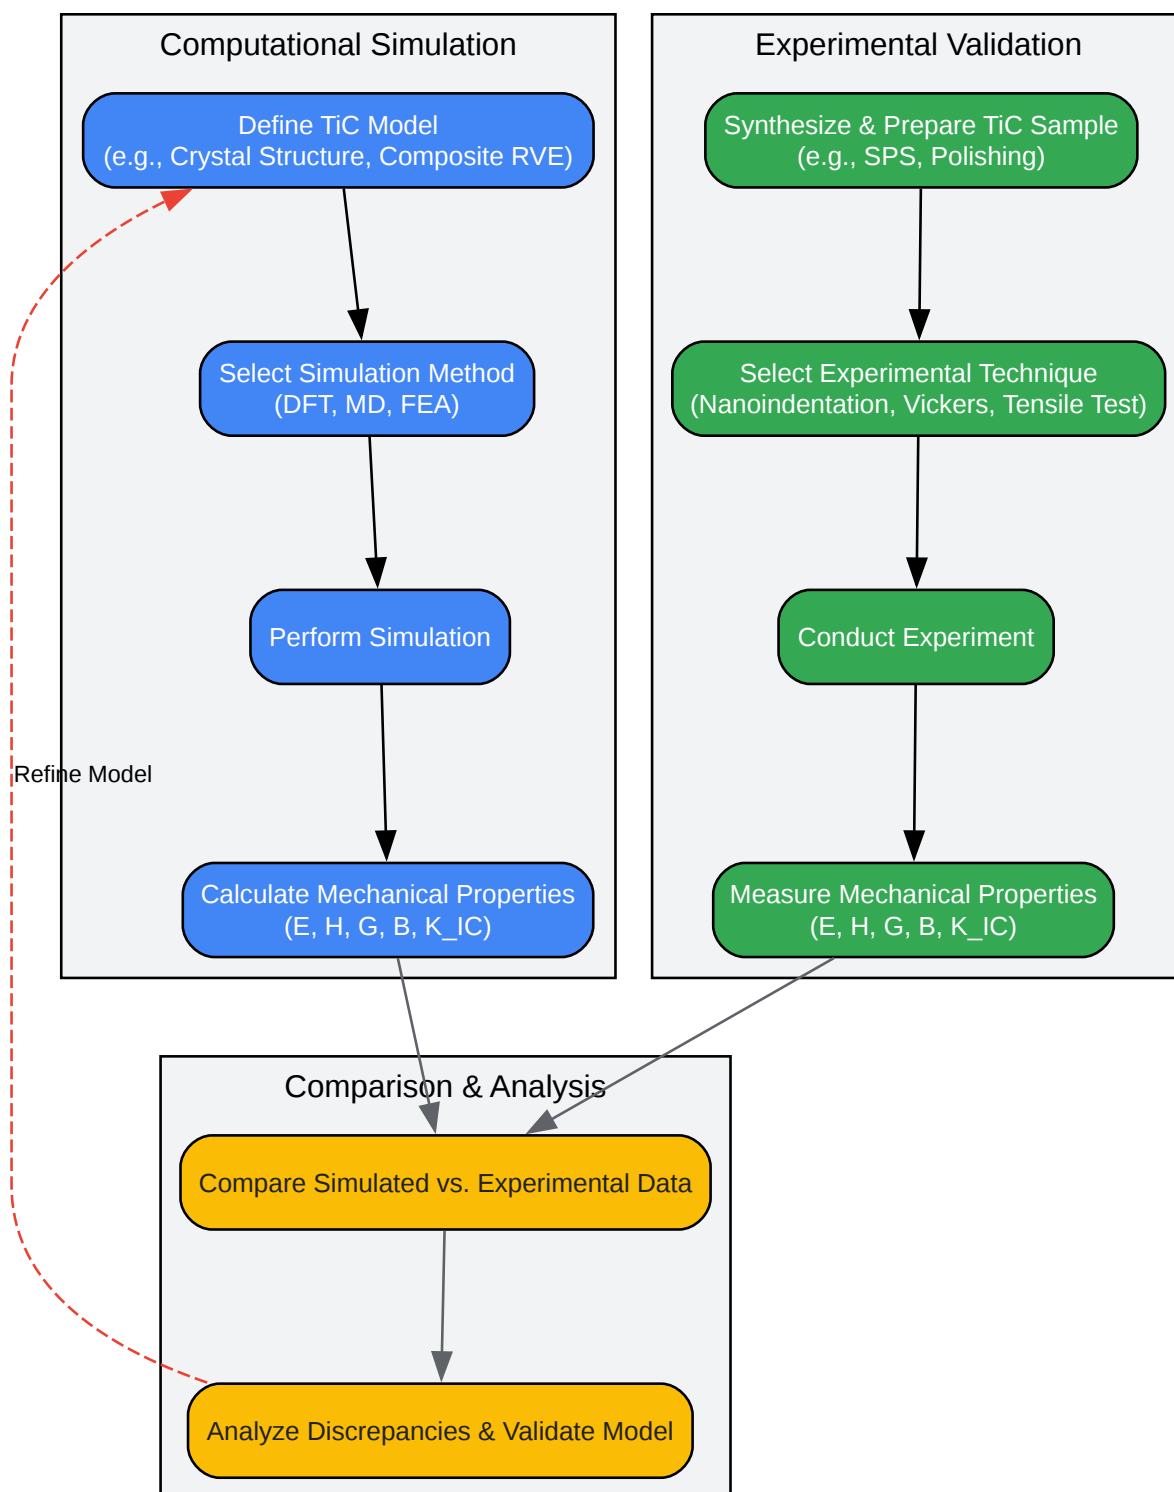 Computational Simulation
Define TiC Model
(e.g., Crystal Structure, Composite RVE)
Select Simulation Method
(DFT, MD, FEA)
Perform Simulation
Refine Model
Calculate Mechanical Properties
(E, H, G, B, K_IC)
Experimental Validation
Synthesize & Prepare TiC Sample
(e.g., SPS, Polishing)
Select Experimental Technique
(Nanoindentation, Vickers, Tensile Test)
Conduct Experiment
Measure Mechanical Properties
(E, H, G, B, K_IC)
Comparison & Analysis
Compare Simulated vs. Experimental Data
Analyze Discrepancies & Validate Model